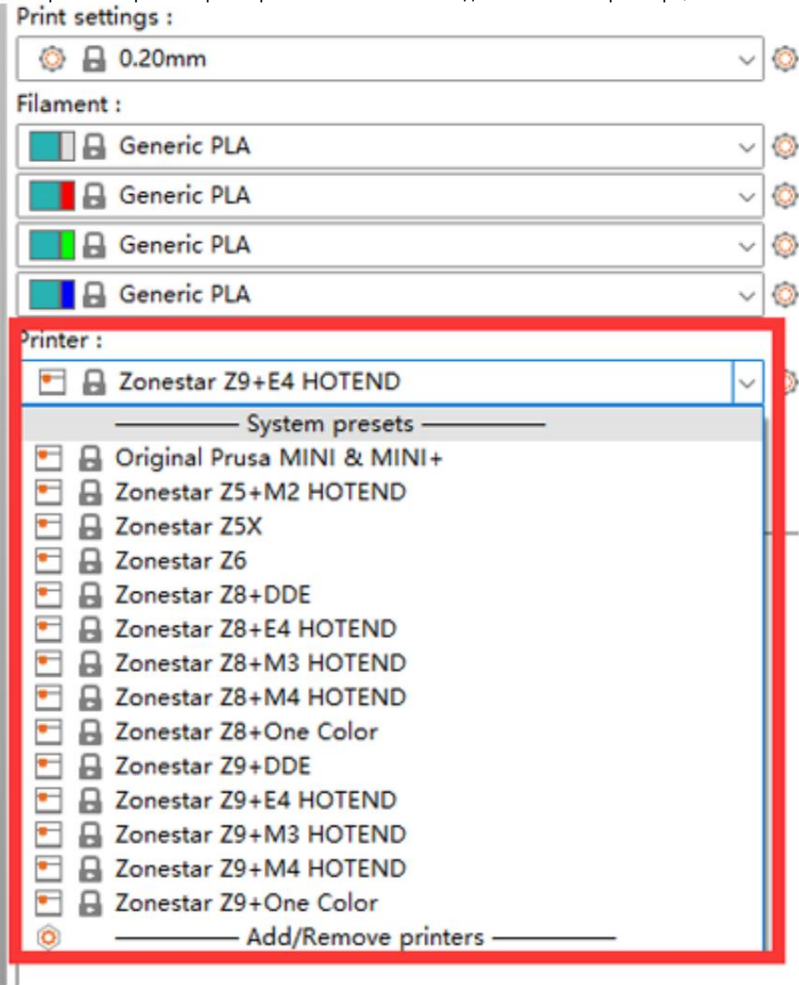 Print settings :
0.20mm
Filament :
Generic PLA
Generic PLA
Generic PLA
Generic PLA
Printer :
Zonestar Z9+E4 HOTEND
System presets
Original Prusa MINI & MINI+
Zonestar Z5+M2 HOTEND
Zonestar Z5X
Zonestar Z6
Zonestar Z8+DDE
Zonestar Z8+E4 HOTEND
Zonestar Z8+M3 HOTEND
Zonestar Z8+M4 HOTEND
Zonestar Z8+One Color
Zonestar Z9+DDE
Zonestar Z9+E4 HOTEND
Zonestar Z9+M3 HOTEND
Zonestar Z9+M4 HOTEND
Zonestar Z9+One Color
Add/Remove printers